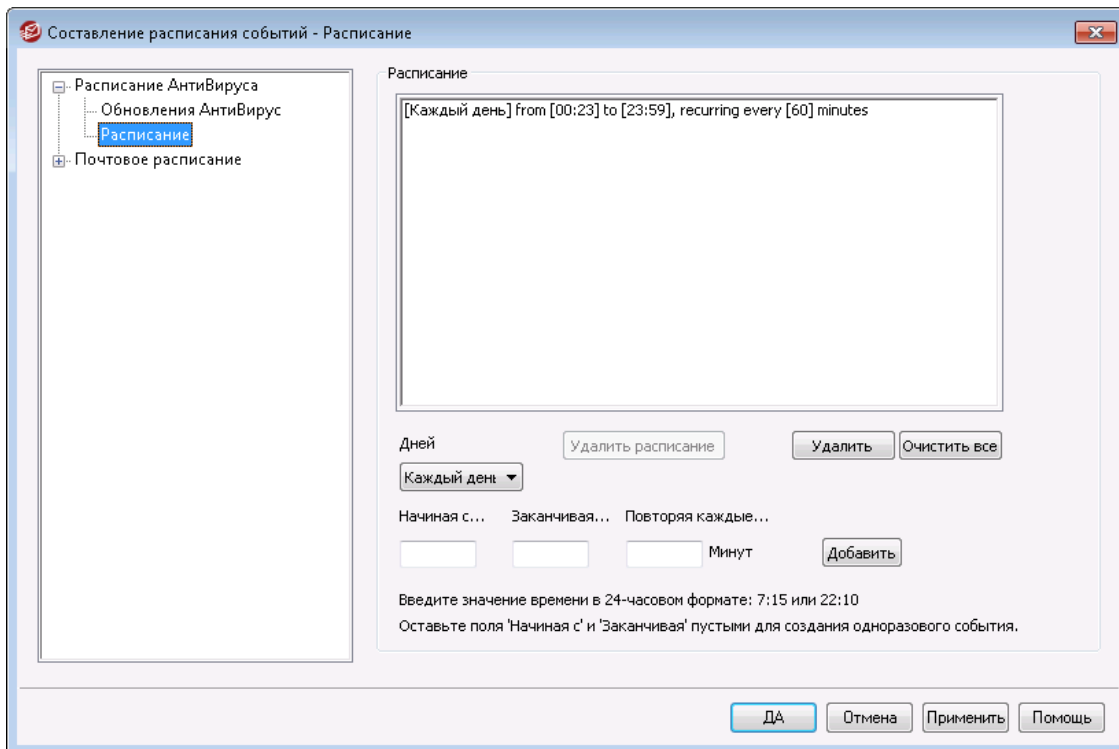 Составление расписания событий - Расписание
Расписание АнтиВируса
Обновления АнтиВирус
Расписание
Почтовое расписание
Расписание
[Каждый день] from [00:23] to [23:59], recurring every [60] minutes
Дней
Удалить расписание
Удалить
Очистить все
Каждый день
Начиная с... Заканчивая... Повторяя каждые...
Минут
Добавить
Введите значение времени в 24-часовом формате: 7:15 или 22:10
Оставьте поля 'Начиная с' и 'Заканчивая' пустыми для создания одноразового события.
ДА
Отмена
Применить
Помощь